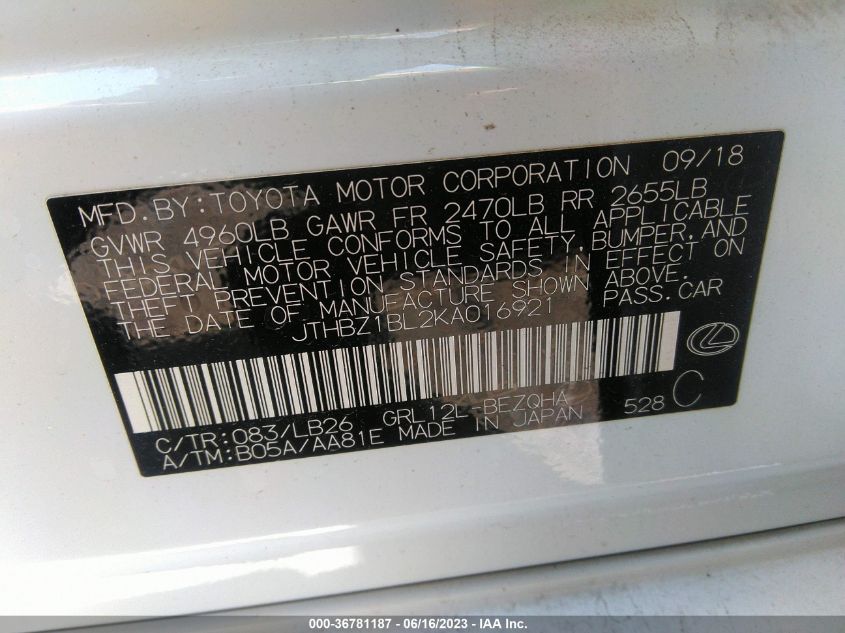 MFD.BY:TOYOTA MOTOR CORPORATION 09/18
GVWR 4960LB GAWR FR 2470LB RR 2655LB
THIS VEHICLE CONFORMS TO ALL APPLICABLE
FEDERAL MOTOR VEHICLE SAFETY,BUMPER,AND
THEFT PREVENTION STANDARDS IN EFFECT ON
THE DATE OF MANUFACTURE SHOWN ABOVE.
JTHBZ1BL2KA016921 PASS.CAR
C/TR:083/LB26 GRL12L-BEZQHA 528 C
A/TM:B05A/AA81E MADE IN JAPAN
000-36781187 - 06/16/2023 - IAA Inc.